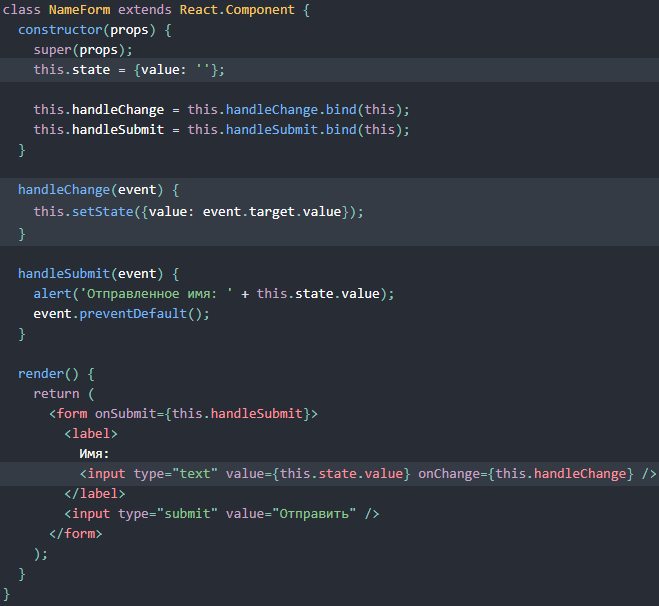 class NameForm extends React.Component {
  constructor(props) {
    super(props);
    this.state = {value: ''};

    this.handleChange = this.handleChange.bind(this);
    this.handleSubmit = this.handleSubmit.bind(this);
  }

  handleChange(event) {
    this.setState({value: event.target.value});
  }

  handleSubmit(event) {
    alert('Отправленное имя: ' + this.state.value);
    event.preventDefault();
  }

  render() {
    return (
      <form onSubmit={this.handleSubmit}>
        <label>
          Имя:
          <input type="text" value={this.state.value} onChange={this.handleChange} />
        </label>
        <input type="submit" value="Отправить" />
      </form>
    );
  }
}